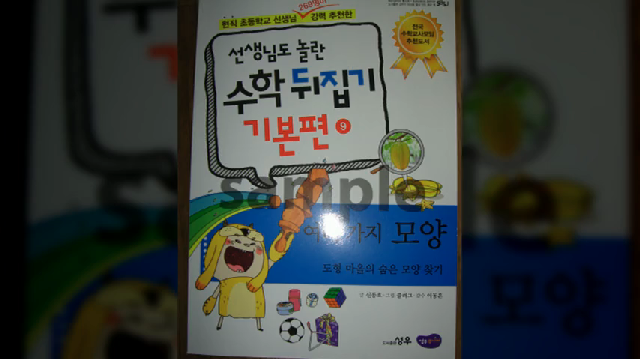 현직 초등학교 선생님 강력 추천한
전국
수학교사모임
추천도서
선생님도 놀란
수학 뒤집기
기본편 9
sample
여러 가지 모양
도형 마을의 숨은 모양 찾기